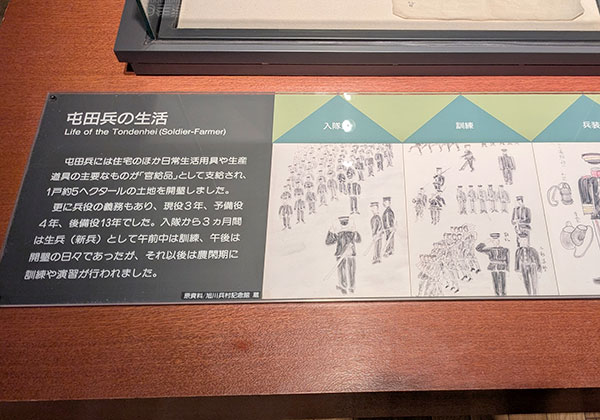 屯田兵の生活
Life of the Tondenhei (Soldier-Farmer)
屯田兵には住宅のほか日常生活用具や生産
道具の主要なものが「官給品」として支給され、
1戸約5ヘクタールの土地を開墾しました。
更に兵役の義務もあり、現役3年、予備役
4年、後備役13年でした。入隊から3ヵ月間
は生兵（新兵）として午前中は訓練、午後は
開墾の日々であったが、それ以後は農閑期に
訓練や演習が行われました。
原資料/旭川兵村記念館 蔵
入隊
訓練
兵装